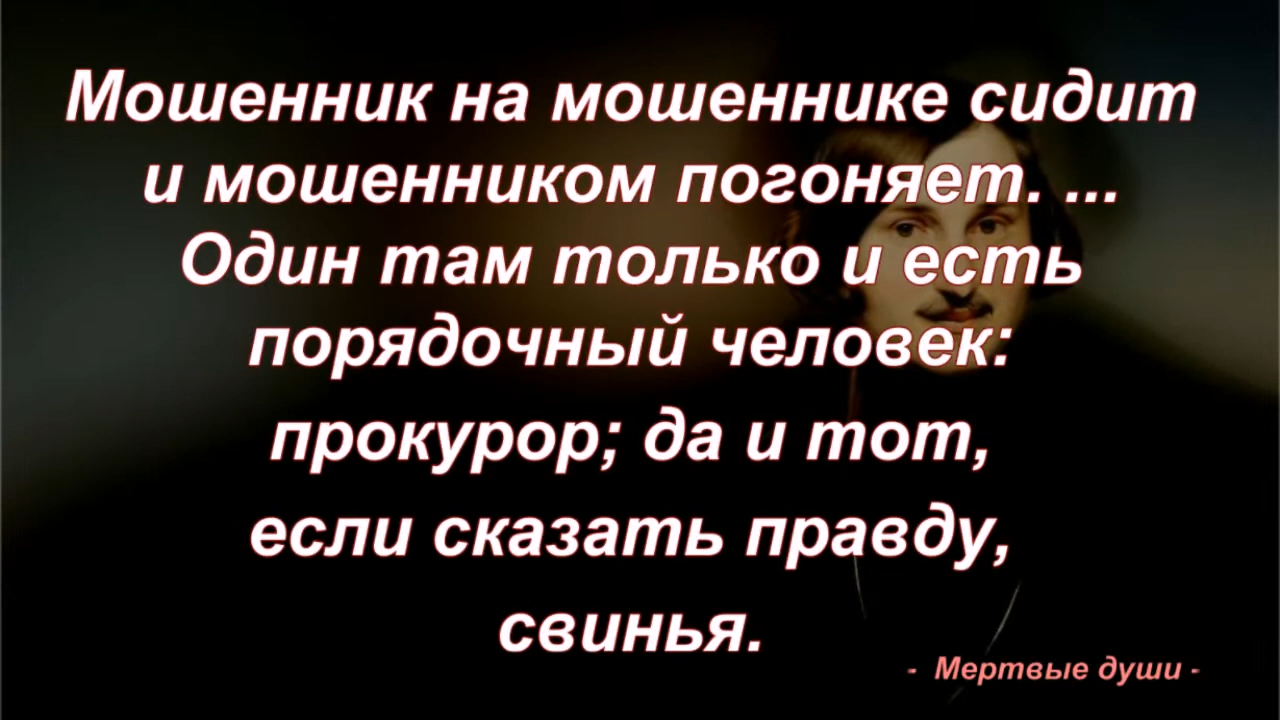 Мошенник на мошеннике сидит
и мошенником погоняет. ...
Один там только и есть
порядочный человек:
прокурор; да и тот,
если сказать правду,
свинья.
- Мертвые души -